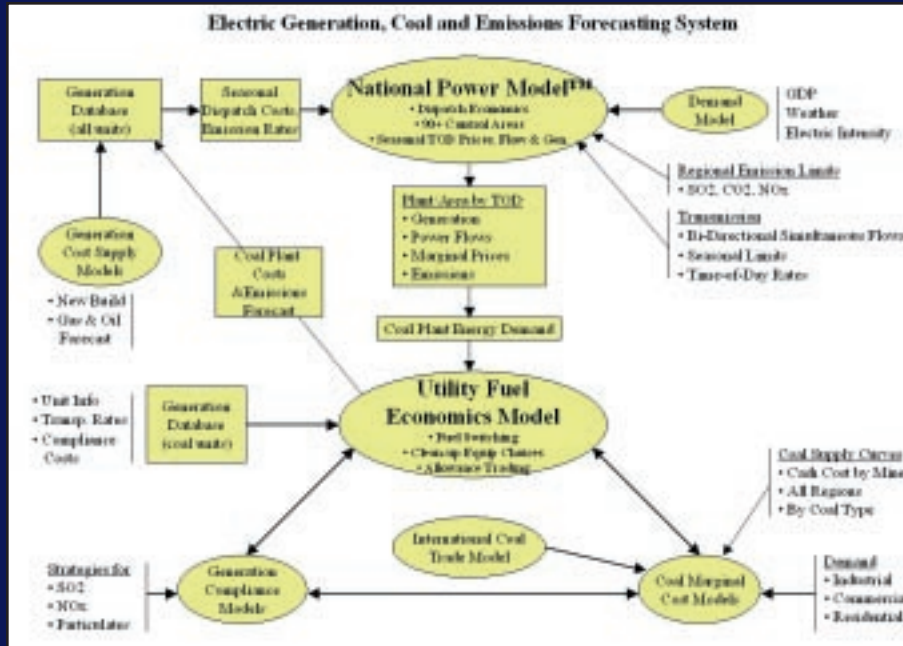 Electric Generation, Coal and Emissions Forecasting System
Generation
Database
(all units)
Seasonal
Dispatch Costs,
Emission Rates
National Power Model™
• Dispatch Economics
• 90+ Control Areas
• Seasonal TOD Prices, Flow & Gen
Demand
Model
GDP
Weather
Electric Intensity
Regional Emission Limits
• SO2, CO2, NOx
Transmission
• Bi-Directional Simultaneous Flows
• Seasonal Limits
• Time-of-Day Rates
Plant/Area by TOD
• Generation
• Power Flows
• Marginal Prices
• Emissions
Generation
Cost Supply
Models
• New Build
• Gas & Oil
Forecast
Coal Plant
Costs
&Emissions
Forecast
Coal Plant Energy Demand
Utility Fuel
Economics Model
• Fuel Switching
• Cleanup Equip Choices
• Allowance Trading
• Unit Info
• Transp. Rates
• Compliance
Costs
Generation
Database
(coal units)
Coal Supply Curves
• Cash Cost by Mine
• All Regions
• By Coal Type
International Coal
Trade Model
Strategies for
• SO2
• NOx
• Particulates
Generation
Compliance
Models
Coal Marginal
Cost Models
Demand
• Industrial
• Commercial
• Residential